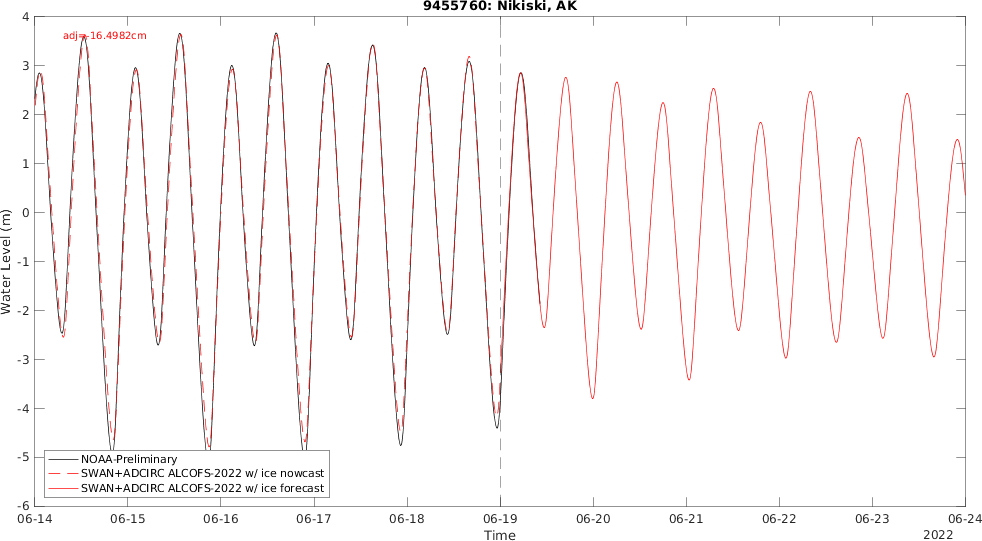 9455760: Nikiski, AK
adj=-16.4982cm
4
3
2
1
0
-1
-2
-3
-4
-5
-6
Water Level (m)
NOAA-Preliminary
SWAN+ADCIRC ALCOFS-2022 w/ ice nowcast
SWAN+ADCIRC ALCOFS-2022 w/ ice forecast
06-14 06-15 06-16 06-17 06-18 06-19 06-20 06-21 06-22 06-23 06-24
Time
2022